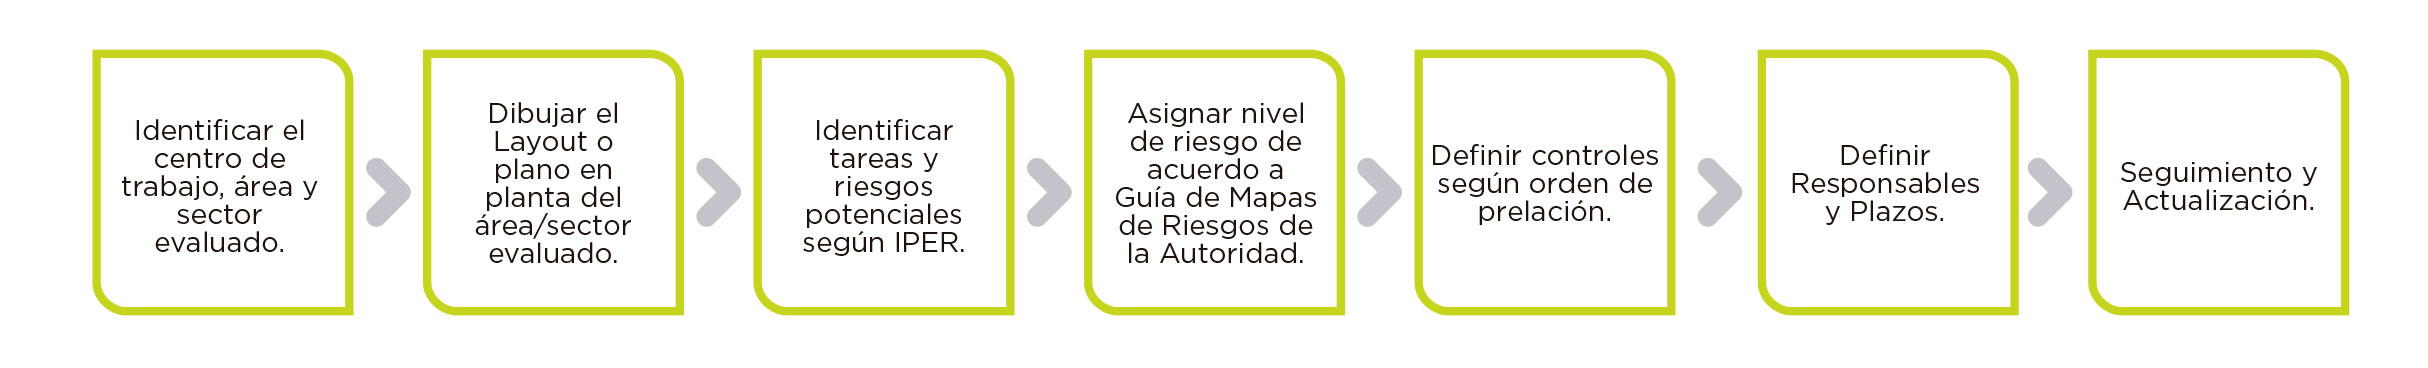 Identificar el
centro de
trabajo, área y
sector
evaluado.
Dibujar el
Layout o
plano en
planta del
área/sector
evaluado.
Identificar
tareas y
riesgos
potenciales
según IPER.
Asignar nivel
de riesgo de
acuerdo a
Guía de Mapas
de Riesgos de
la Autoridad.
Definir controles
según orden de
prelación.
Definir
Responsables
y Plazos.
Seguimiento y
Actualización.